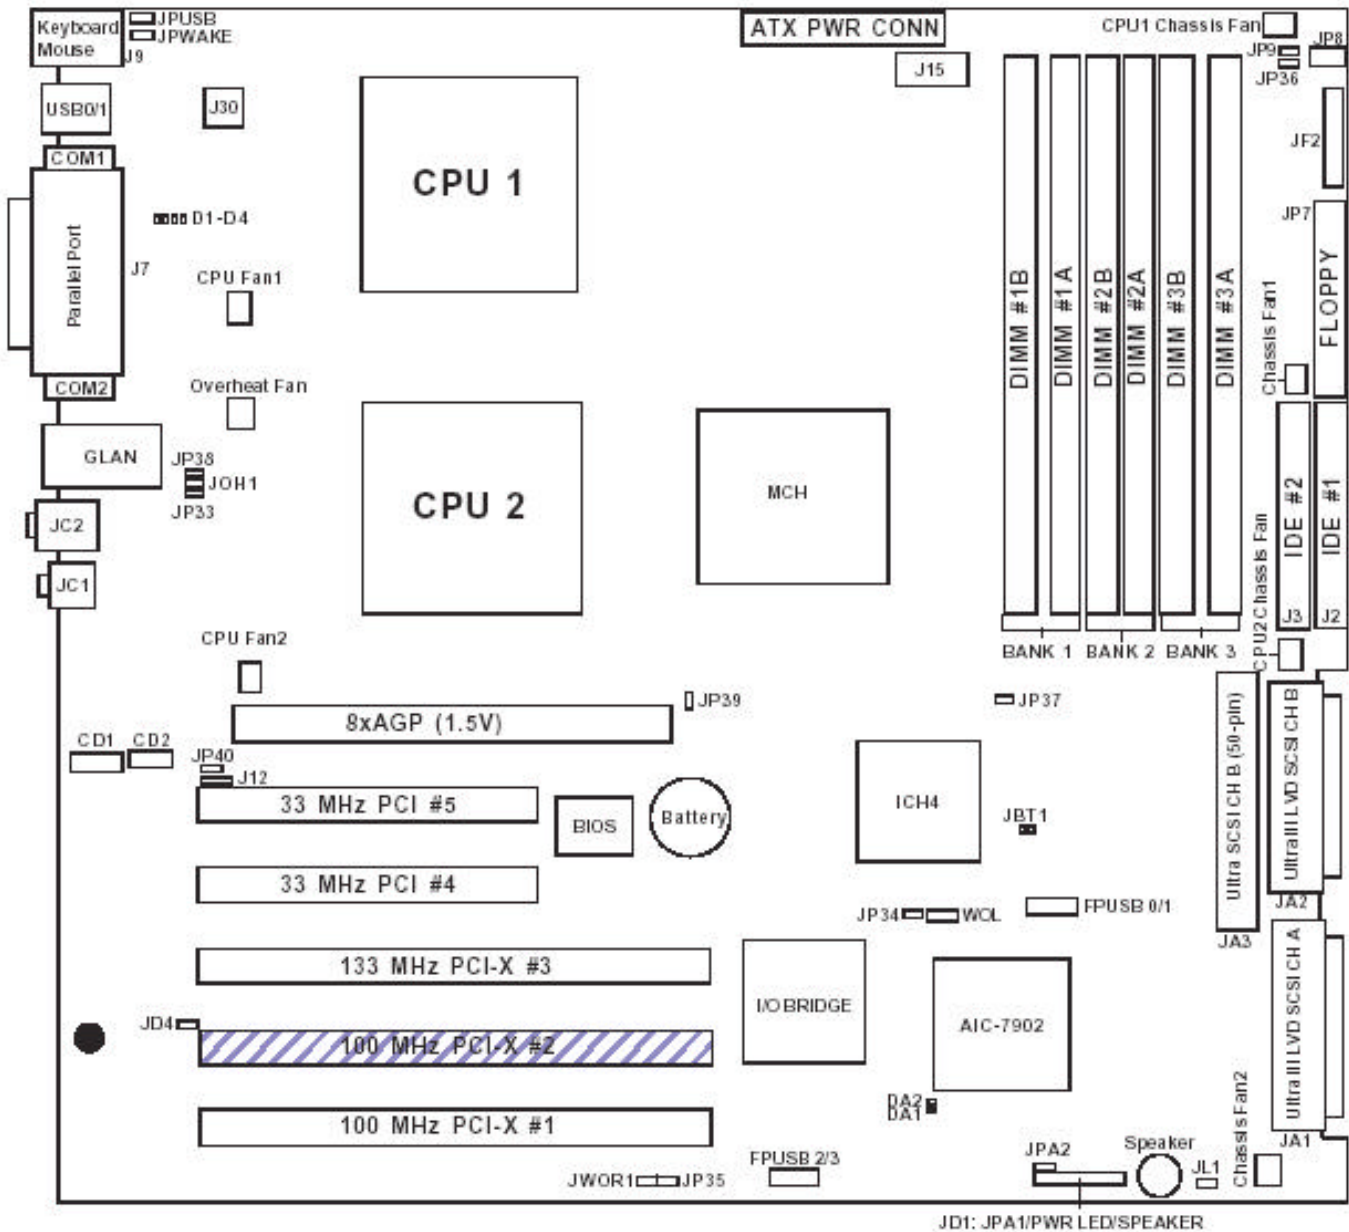 Keyboard
Mouse
JPUSB
JPWAKE
J9
ATX PWR CONN
CPU1 Chassis Fan
JP9
JP36
JP8
J15
USB0/1
J30
JF2
COM1
CPU 1
Parallel Port
D1-D4
J7
CPU Fan1
JP7
FLOPPY
Chassis Fan1
DIMM #1B
DIMM #1A
DIMM #2B
DIMM #2A
DIMM #3B
DIMM #3A
COM2
Overheat Fan
GLAN
JP38
JOH1
JP33
CPU 2
MCH
IDE #2
IDE #1
J3
J2
JC2
JC1
CPU2 Chassis Fan
BANK 1
BANK 2
BANK 3
CPU Fan2
8xAGP (1.5V)
JP39
JP37
CD1
CD2
JP40
J12
33 MHz PCI #5
BIOS
Battery
ICH4
JBT1
Ultra SCSI CH B (50-pin)
Ultra III LVD SCSI CH B
33 MHz PCI #4
JP34
WOL
FPUSB 0/1
JA2
JA3
133 MHz PCI-X #3
I/O BRIDGE
AIC-7902
Ultra III LVD SCSI CH A
JD4
100 MHz PCI-X #2
DA2
DA1
100 MHz PCI-X #1
Chassis Fan2
JA1
FPUSB 2/3
JWOR1
JP35
JPA2
Speaker
JL1
JD1: JPA1/PWR LED/SPEAKER